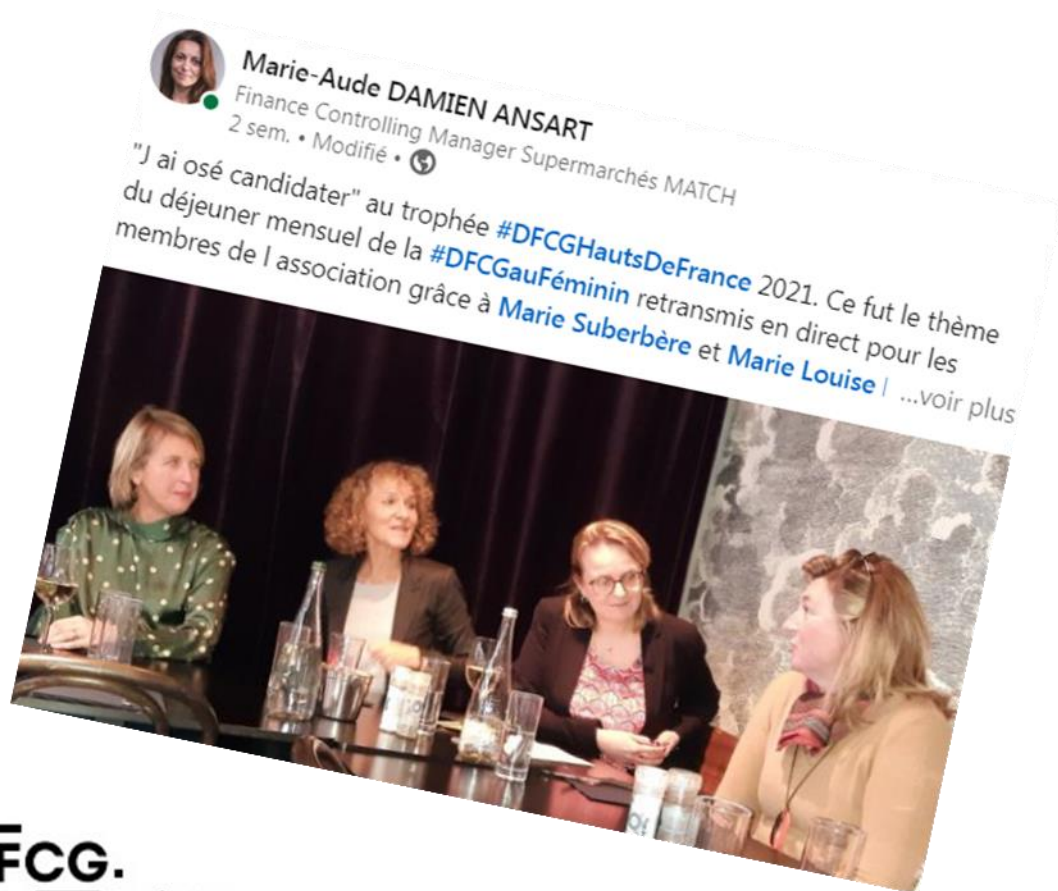 Marie-Aude DAMIEN ANSART
Finance Controlling Manager Supermarchés MATCH
2 sem. • Modifié •
"J ai osé candidater" au trophée #DFCGHautsDeFrance 2021. Ce fut le thème
du déjeuner mensuel de la #DFCGauFéminin retransmis en direct pour les
membres de l association grâce à Marie Suberbère et Marie Louise ...voir plus
FCG.